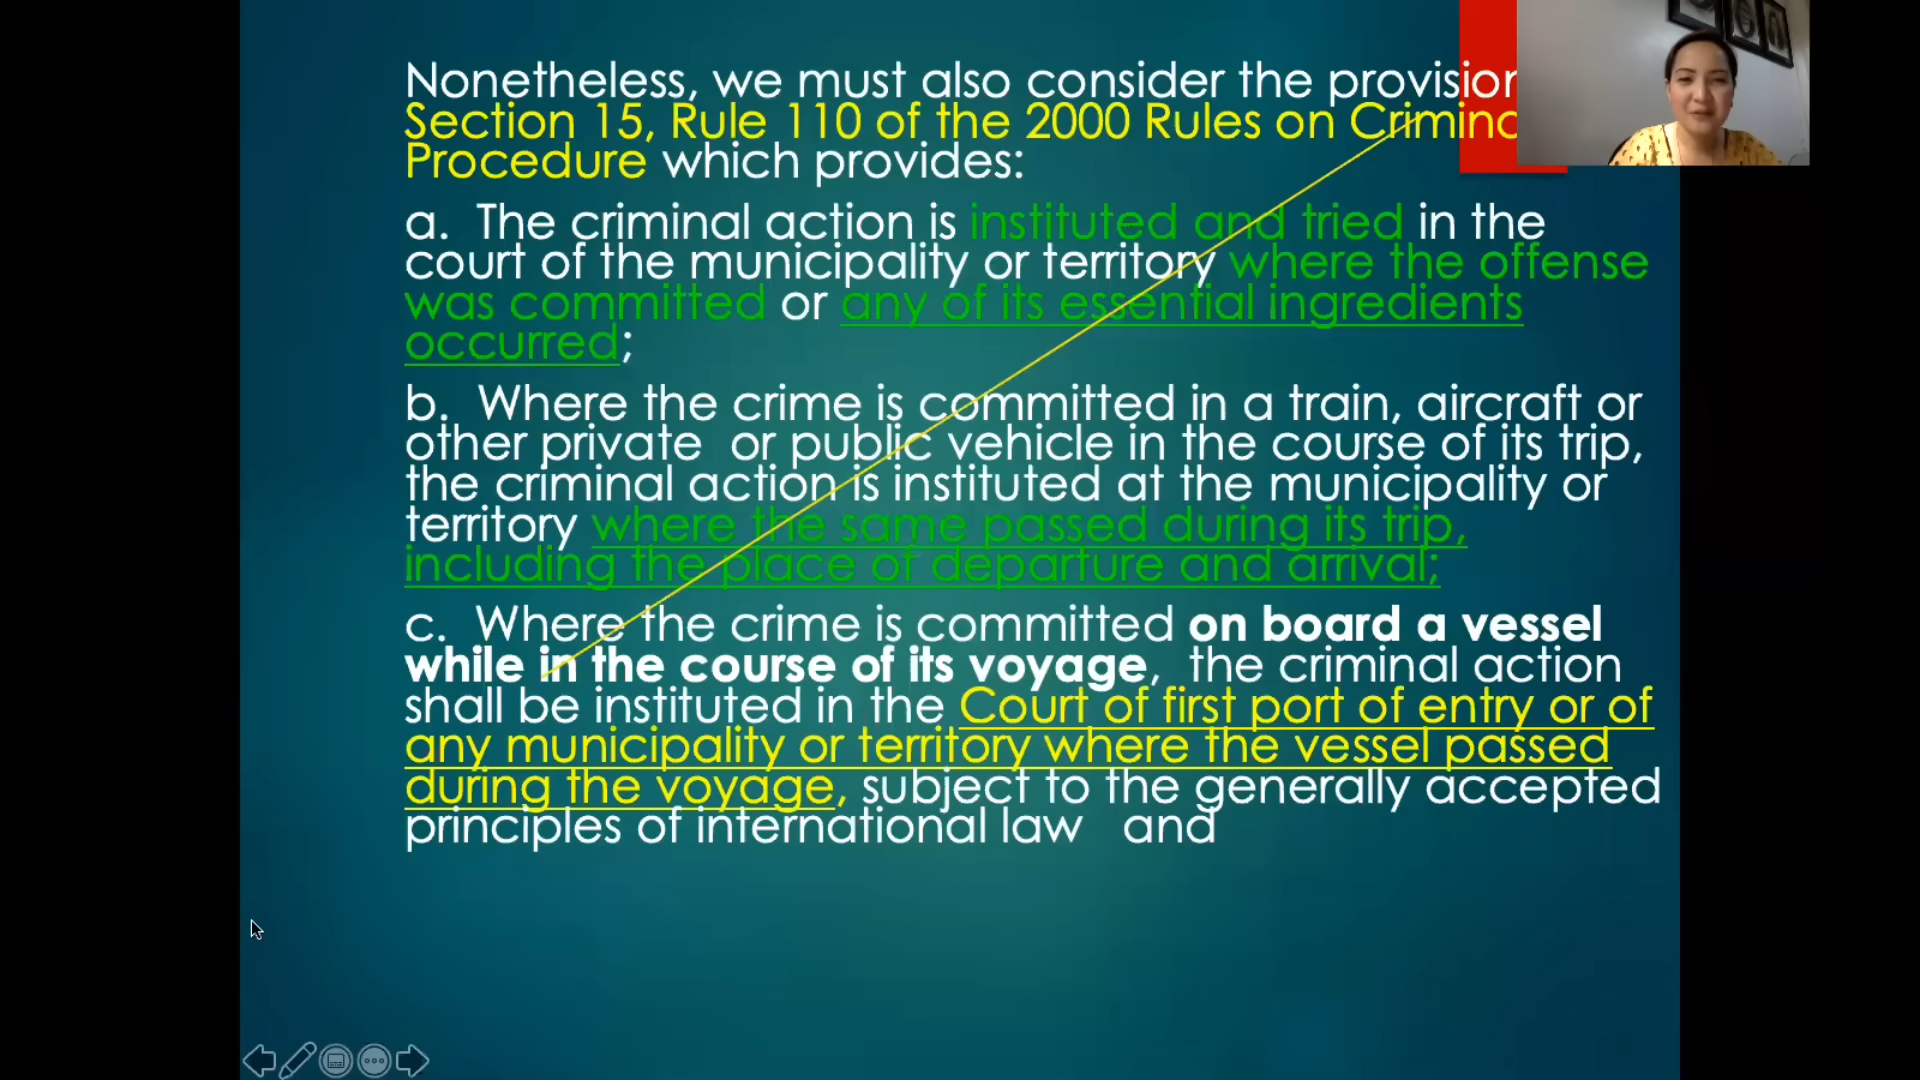 Nonetheless, we must also consider the provision
Section 15, Rule 110 of the 2000 Rules on Crimina
Procedure which provides:
a. The criminal action is instituted and tried in the
court of the municipality or territory where the offense
was committed or any of its essential ingredients
occurred;
b. Where the crime is committed in a train, aircraft or
other private or public vehicle in the course of its trip,
the criminal action is instituted at the municipality or
territory where the same passed during its trip,
including the place of departure and arrival;
c. Where the crime is committed on board a vessel
while in the course of its voyage, the criminal action
shall be instituted in the Court of first port of entry or of
any municipality or territory where the vessel passed
during the voyage, subject to the generally accepted
principles of international law and